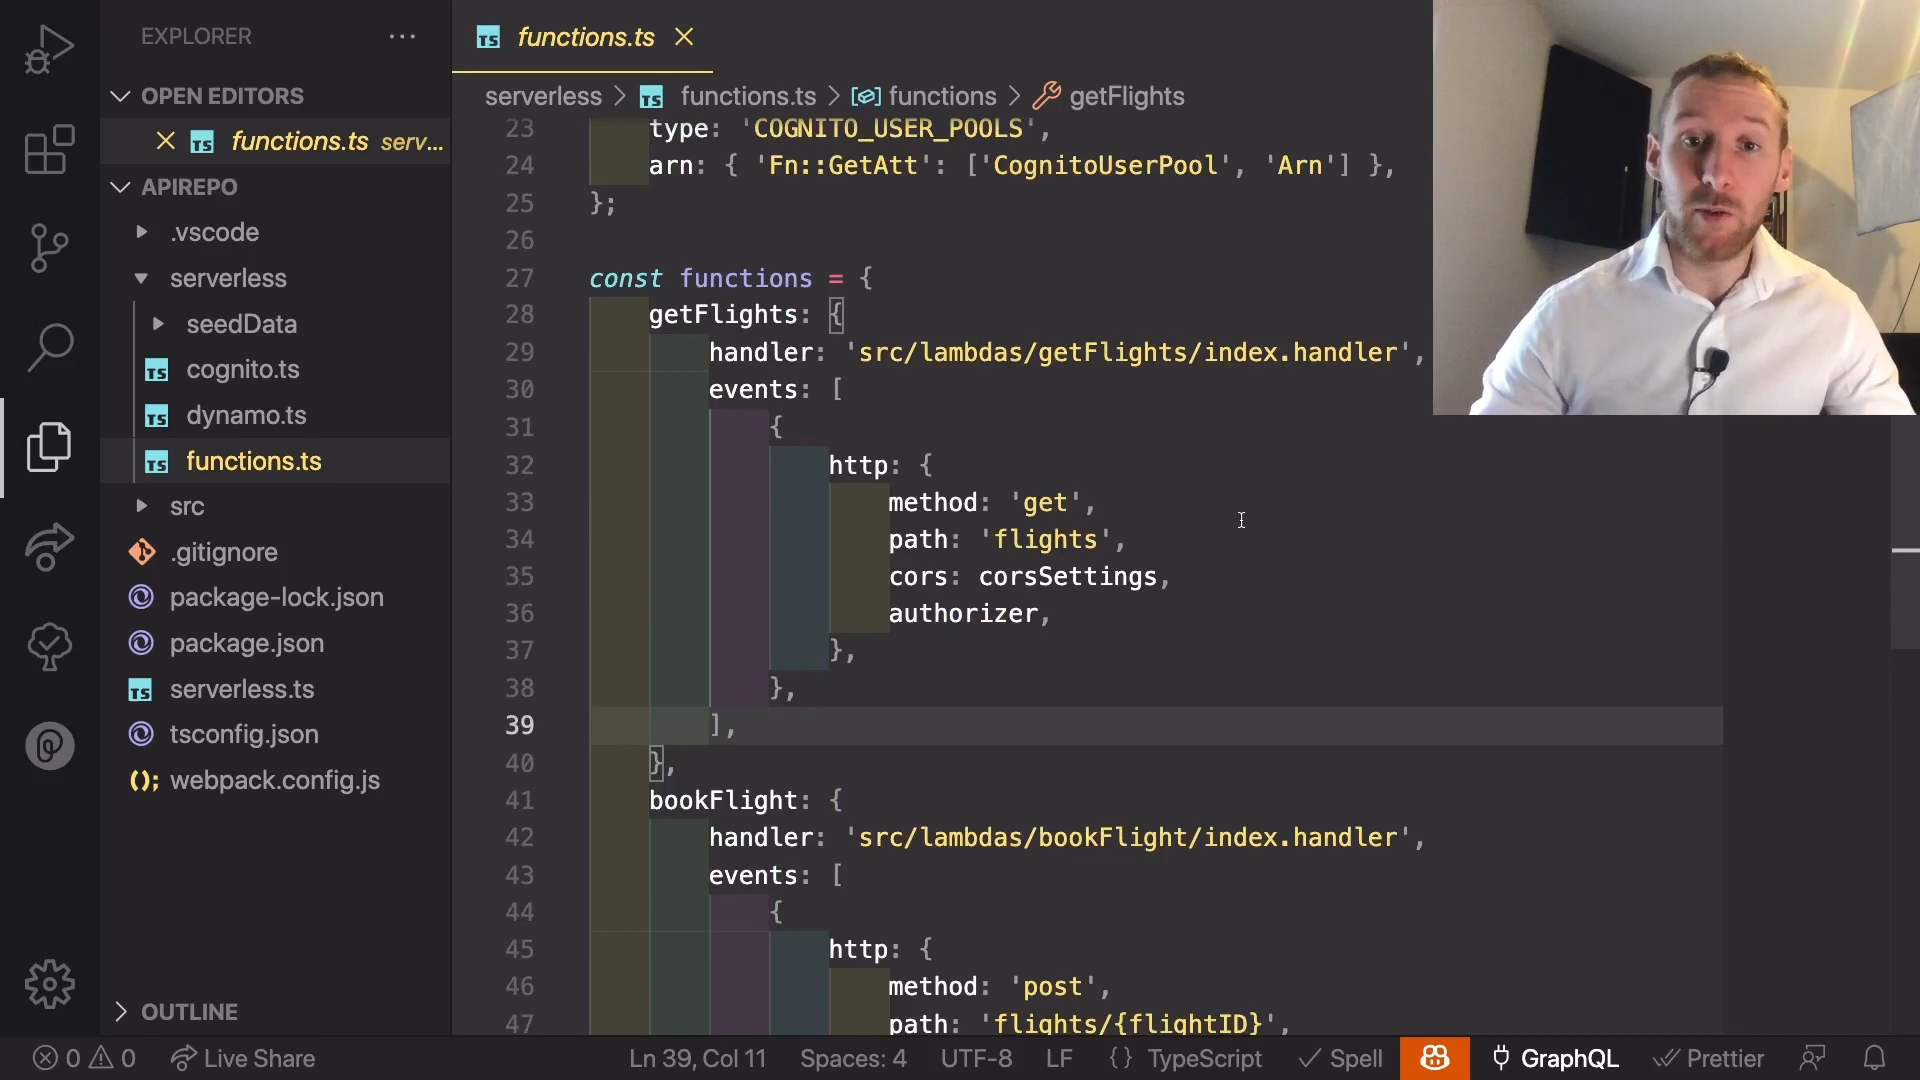 EXPLORER
OPEN EDITORS
functions.ts serv...
APIREPO
.vscode
serverless
seedData
cognito.ts
dynamo.ts
functions.ts
src
.gitignore
package-lock.json
package.json
serverless.ts
tsconfig.json
webpack.config.js
OUTLINE
functions.ts
serverless > functions.ts > functions > getFlights
23 type: 'COGNITO_USER_POOLS',
24 arn: { 'Fn::GetAtt': ['CognitoUserPool', 'Arn'] },
25 };
26
27 const functions = {
28 getFlights: {
29 handler: 'src/lambdas/getFlights/index.handler',
30 events: [
31 {
32 http: {
33 method: 'get',
34 path: 'flights',
35 cors: corsSettings,
36 authorizer,
37 },
38 },
39 ],
40 },
41 bookFlight: {
42 handler: 'src/lambdas/bookFlight/index.handler',
43 events: [
44 {
45 http: {
46 method: 'post',
47 path: 'flights/{flightID}',
0 0 Live Share Ln 39, Col 11 Spaces: 4 UTF-8 LF {} TypeScript Spell GraphQL Prettier